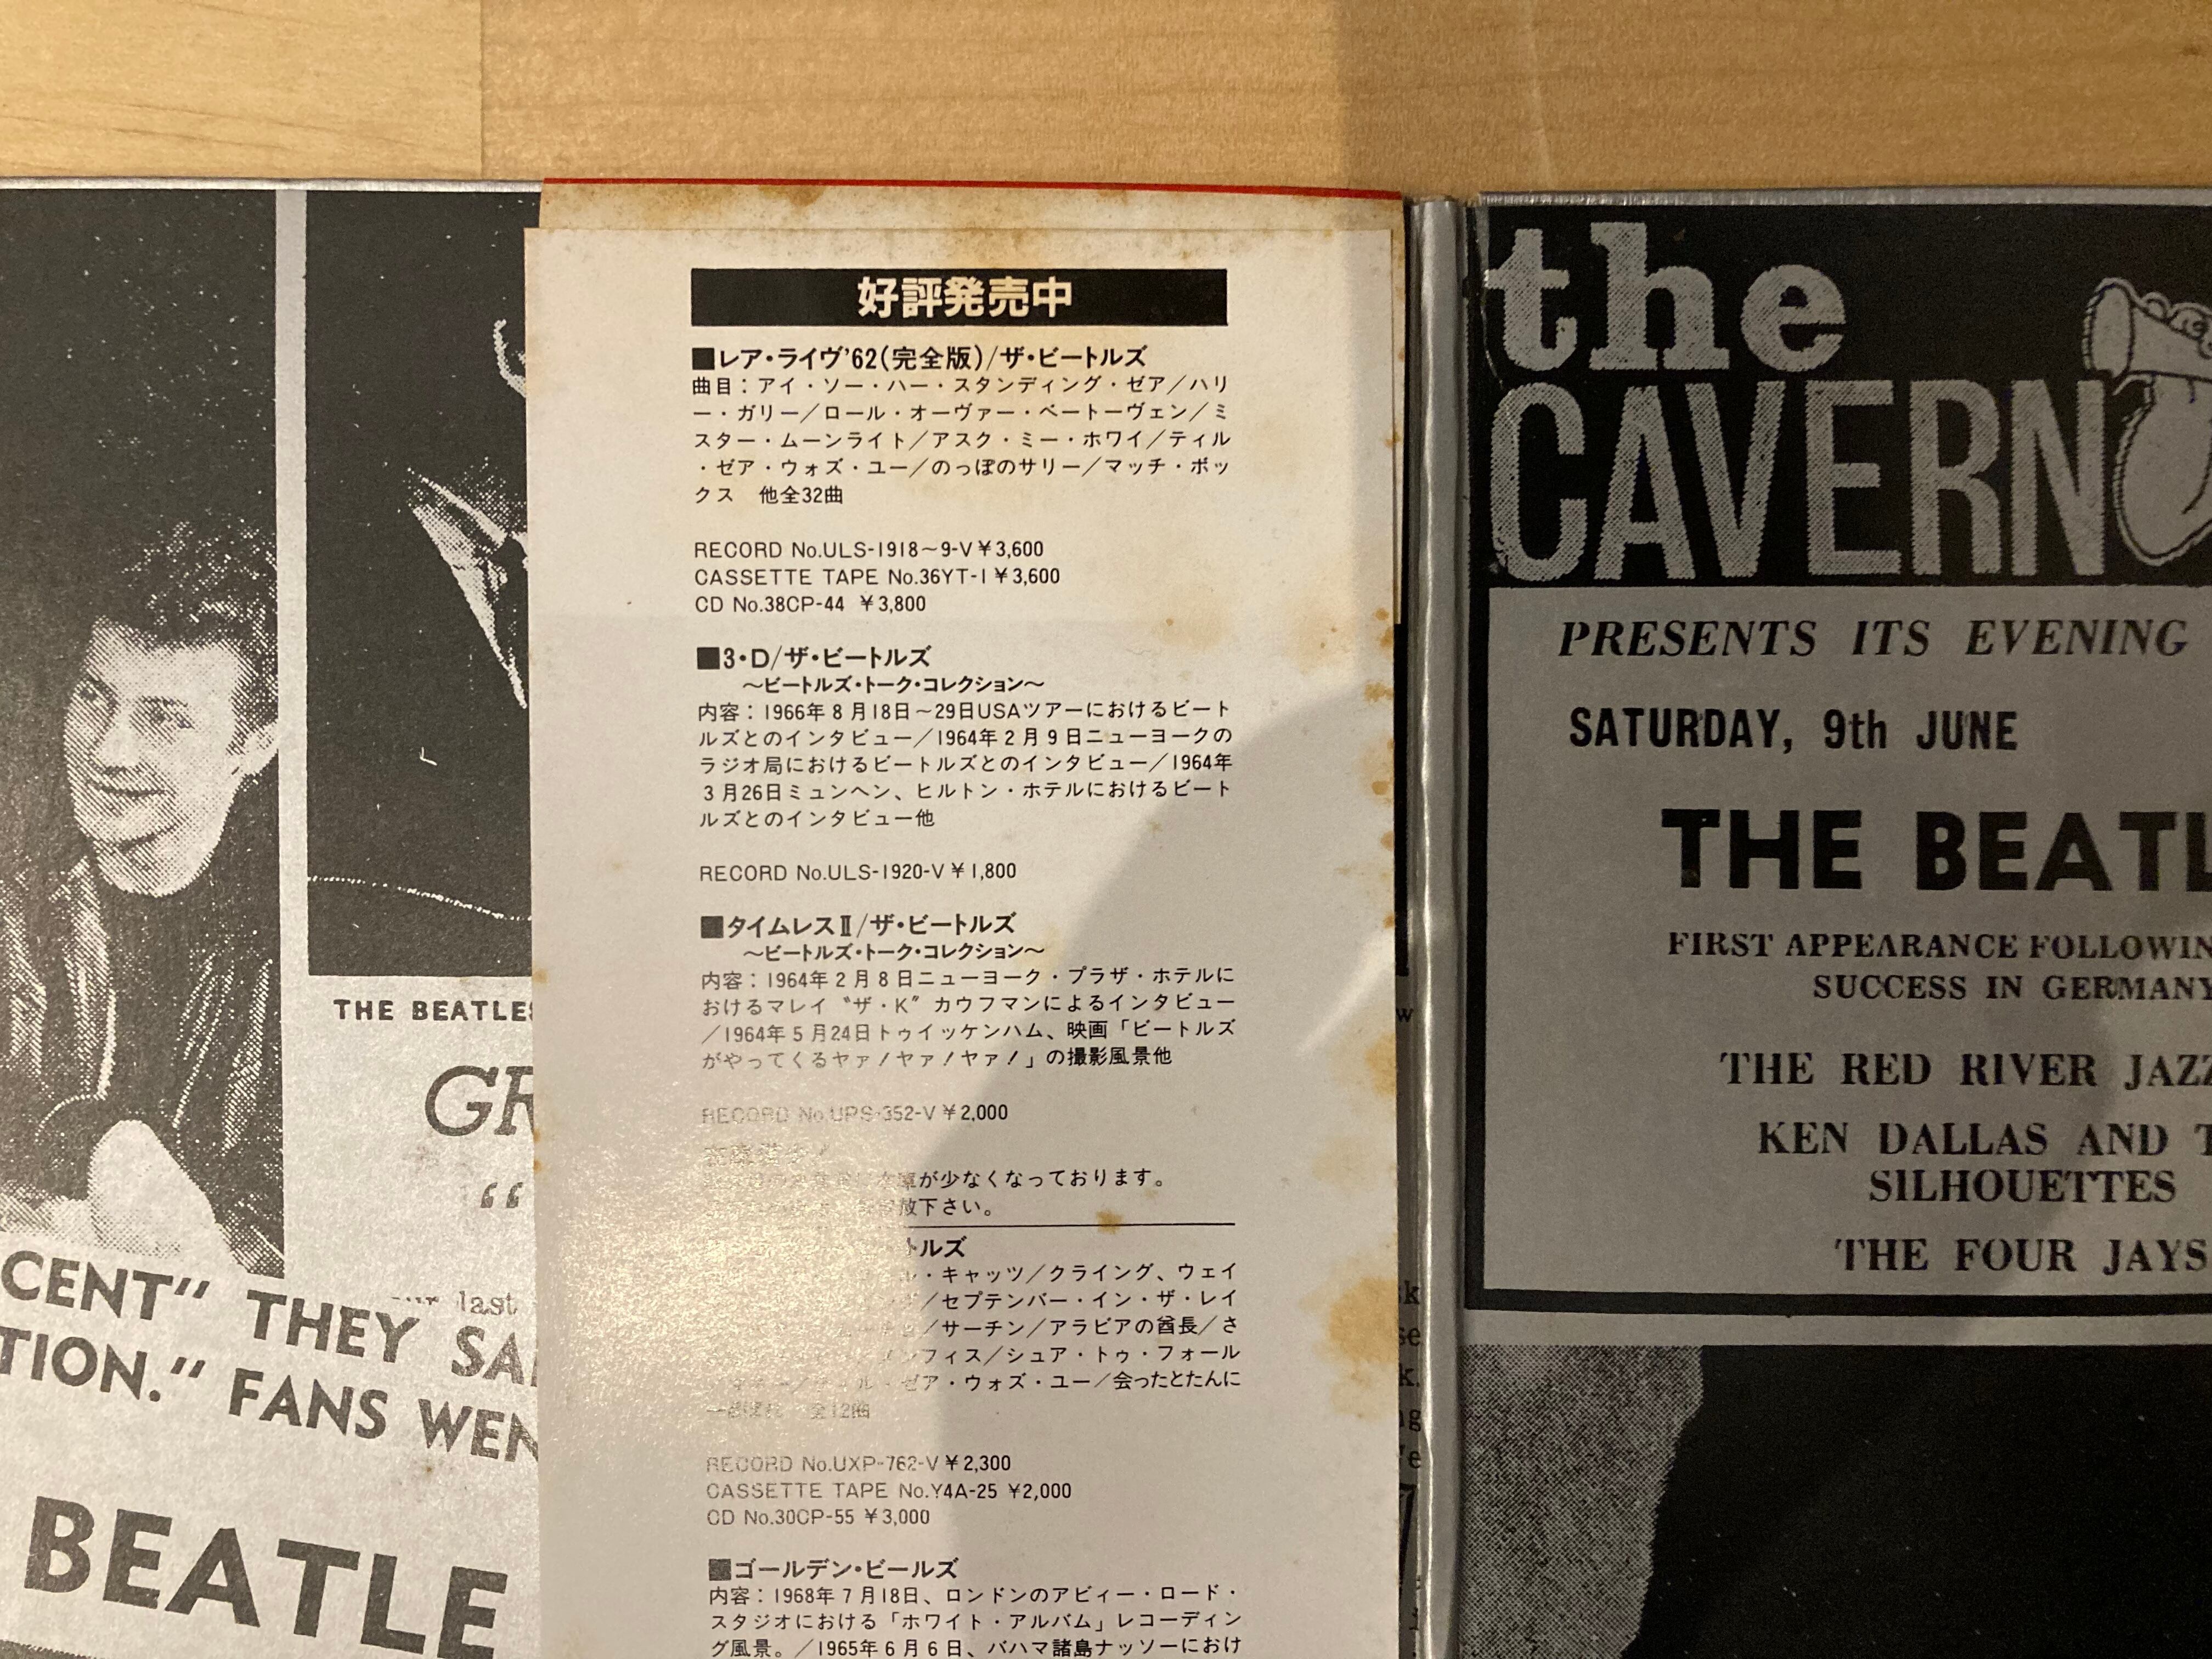 THE BEATLES
GR
“
CENT" THEY SA
TION." FANS WEN
last
BEATLE
好評発売中
■レア・ライヴ'62(完全版)/ザ・ビートルズ
曲目：アイ・ソー・ハー・スタンディング・ゼア／ハリ
ー・ガリー／ロール・オーヴァー・ベートーヴェン／ミ
スター・ムーンライト／アスク・ミー・ホワイ／ティル
・ゼア・ウォズ・ユー／のっぽのサリー／マッチ・ボッ
クス　他全32曲
RECORD No.ULS-1918～9-V￥3,600
CASSETTE TAPE No.36YT-1￥3,600
CD No.38CP-44 ￥3,800
■3・D/ザ・ビートルズ
～ビートルズ・トーク・コレクション～
内容：1966年8月18日～29日USAツアーにおけるビート
ルズとのインタビュー／1964年2月9日ニューヨークの
ラジオ局におけるビートルズとのインタビュー／1964年
3月26日ミュンヘン、ヒルトン・ホテルにおけるビート
ルズとのインタビュー他
RECORD No.ULS-1920-V￥1,800
■タイムレスⅡ/ザ・ビートルズ
～ビートルズ・トーク・コレクション～
内容：1964年2月8日ニューヨーク・プラザ・ホテルに
おけるマレイ〝ザ・K〟カウフマンによるインタビュー
／1964年5月24日トゥイッケンハム、映画「ビートルズ
がやってくるヤァ！ヤァ！ヤァ！」の撮影風景他
RECORD No.UPS-352-V￥2,000
が少なくなっております。
下さい。
トルズ
ル・キャッツ／クライング、ウェイ
／セプテンバー・イン・ザ・レイ
／サーチン／アラビアの酋長／さ
メンフィス／シュア・トゥ・フォール
ル・ゼア・ウォズ・ユー／会ったとたんに
一目ぼれ　全12曲
RECORD No.UXP-762-V￥2,300
CASSETTE TAPE No.Y4A-25 ¥2,000
CD No.30CP-55 ￥3,000
■ゴールデン・ビールズ
内容：1968年7月18日、ロンドンのアビィー・ロード・
スタジオにおける「ホワイト・アルバム」レコーディン
グ風景。／1965年6月6日、バハマ諸島ナッソーにおけ
the
CAVERN
PRESENTS ITS EVENING
SATURDAY, 9th JUNE
THE BEATL
FIRST APPEARANCE FOLLOWIN
SUCCESS IN GERMANY
THE RED RIVER JAZZ
KEN DALLAS AND T
SILHOUETTES
THE FOUR JAYS